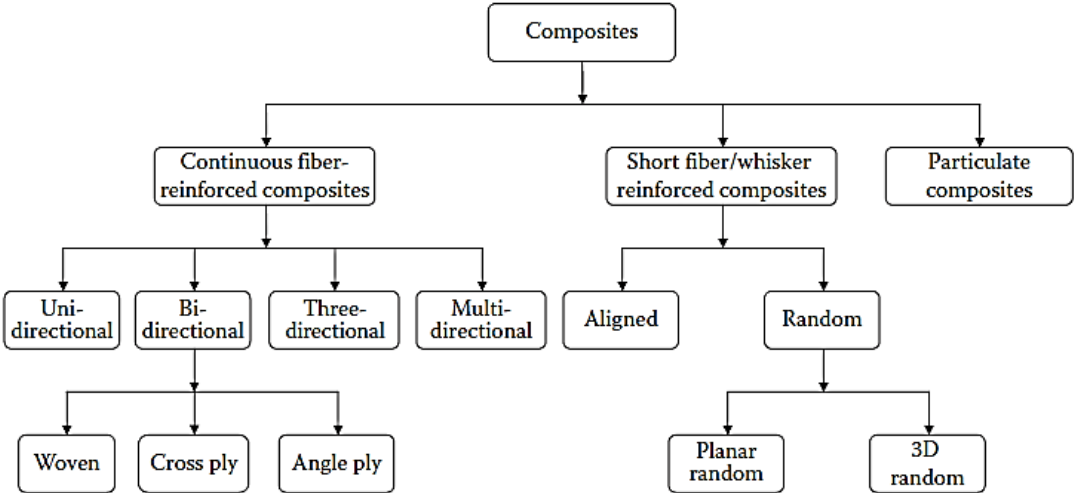 Composites
Continuous fiber-
reinforced composites
Short fiber/whisker
reinforced composites
Particulate
composites
Uni-
directional
Bi-
directional
Three-
directional
Multi-
directional
Aligned
Random
Woven
Cross ply
Angle ply
Planar
random
3D
random